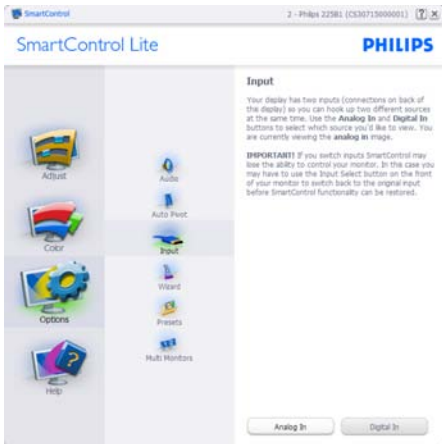 SmartControl
2 - Philips 225B1 (CS30715000001)
SmartControl Lite
PHILIPS
Adjust
Color
Options
Help
Audio
Auto Pivot
Input
Wizard
Presets
Multi Monitors
Input
Your display has two inputs (connections on back of
the display) so you can hook up two different sources
at the same time. Use the Analog In and Digital In
buttons to select which source you'd like to view. You
are currently viewing the analog in image.
IMPORTANT! If you switch inputs SmartControl may
lose the ability to control your monitor. In this case you
may have to use the Input Select button on the front
of your monitor to switch back to the original input
before SmartControl functionality can be restored.
Analog In
Digital In